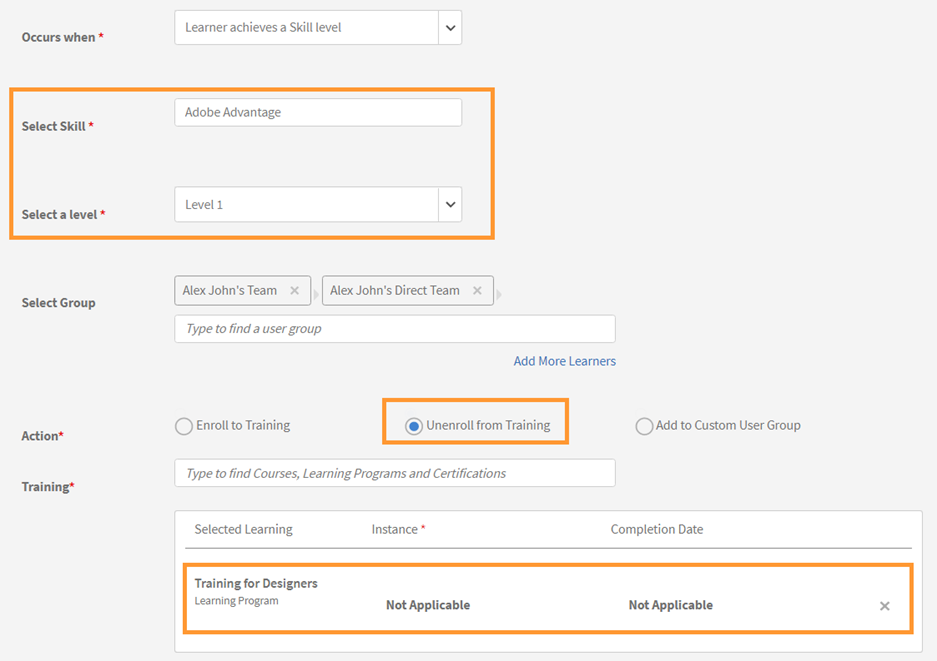 Occurs when *
Learner achieves a Skill level
Select Skill *
Adobe Advantage
Select a level *
Level 1
Select Group
Alex John's Team ×
Alex John's Direct Team ×
Type to find a user group
Add More Learners
Action*
Enroll to Training
Unenroll from Training
Add to Custom User Group
Training*
Type to find Courses, Learning Programs and Certifications
Selected Learning Instance * Completion Date
Training for Designers
Learning Program
Not Applicable Not Applicable ×